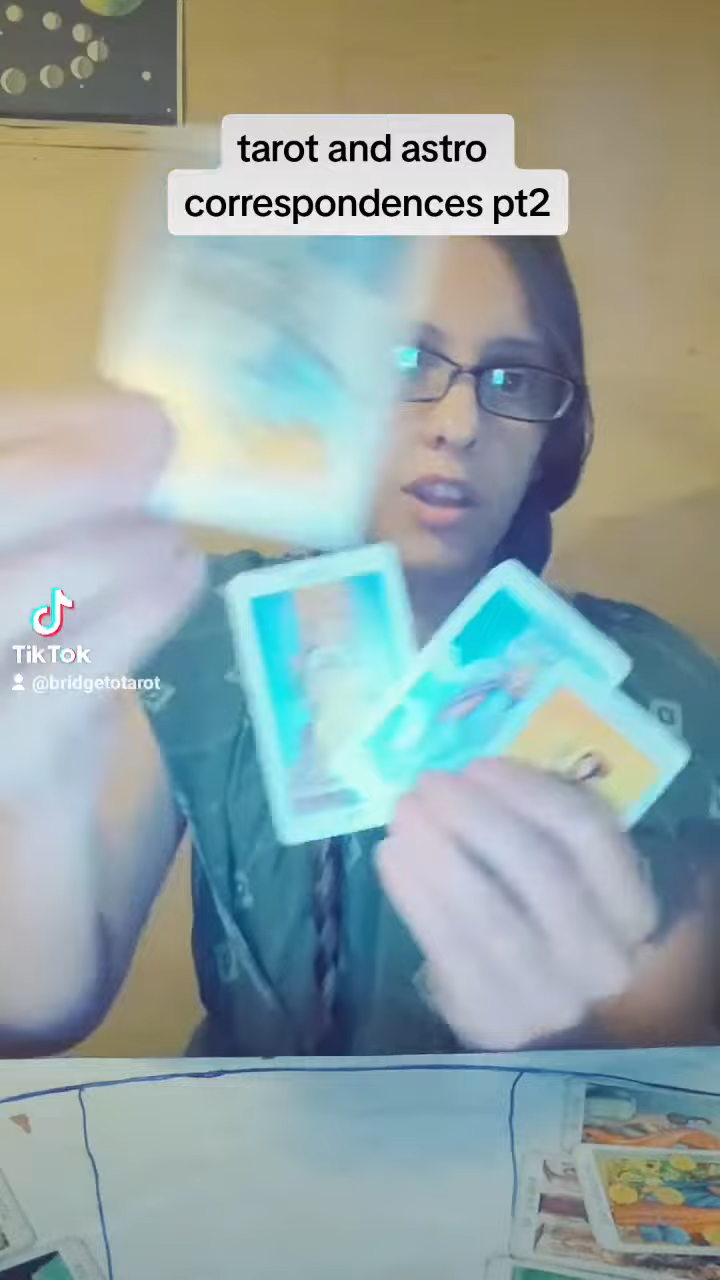 tarot and astro
correspondences pt2
TikTok
@bridgetotarot